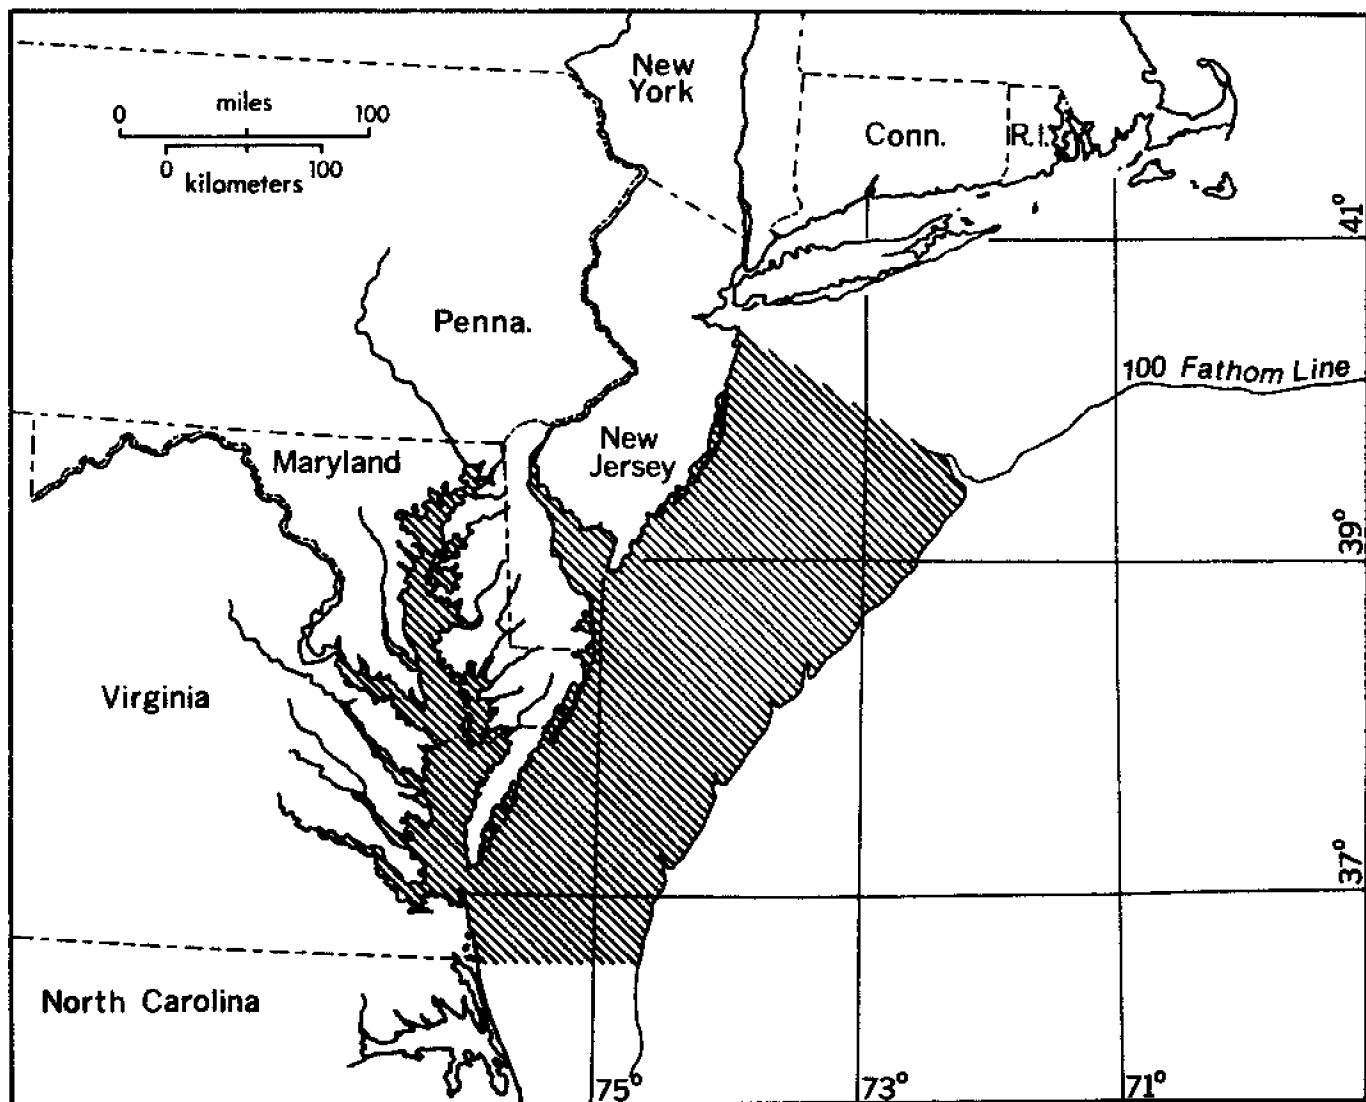 New
York
0 miles 100
0 100
kilometers
Conn.
R.I.
41°
Penna.
100 Fathom Line
New
Jersey
Maryland
39°
Virginia
37°
North Carolina
75°
73°
71°